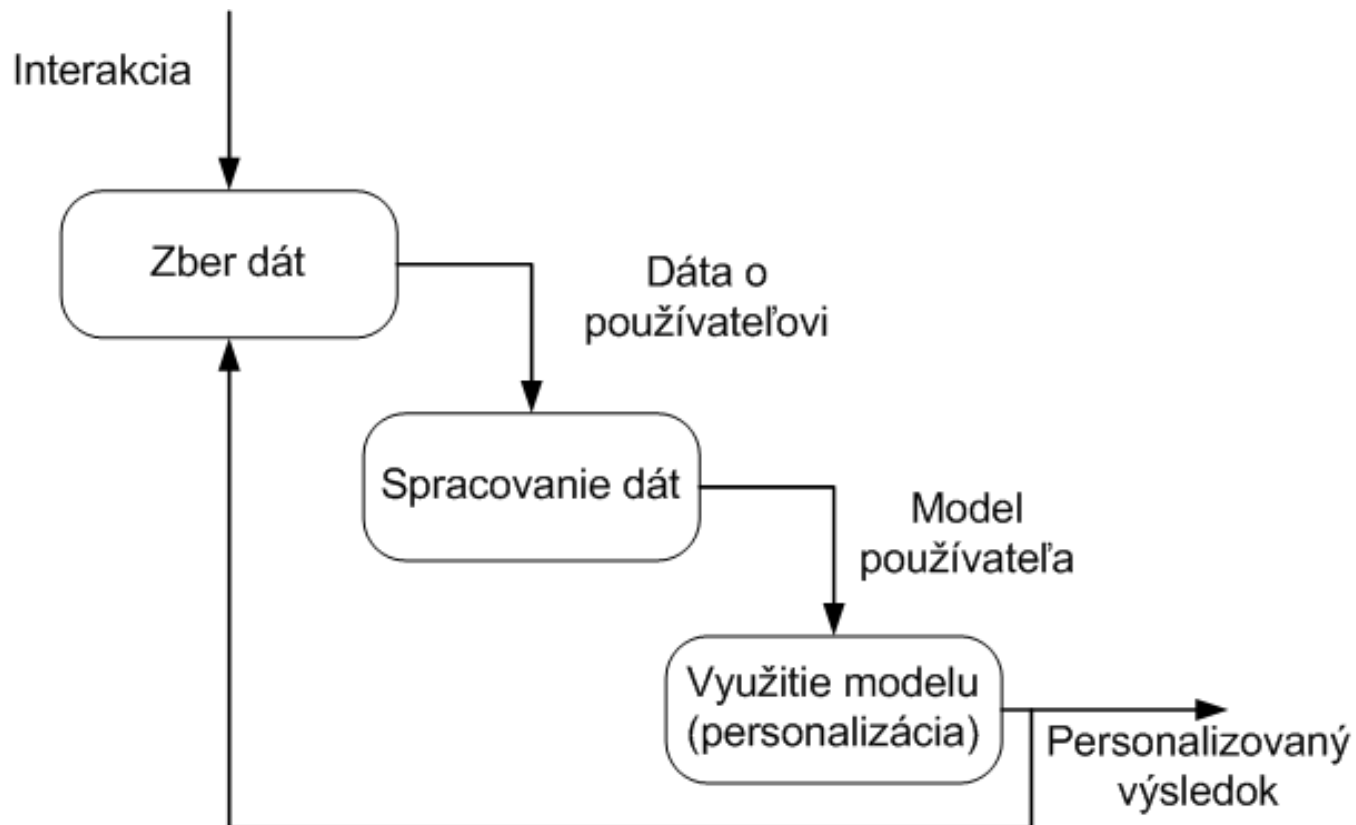 Interakcia
Zber dát
Dáta o
používateľovi
Spracovanie dát
Model
používateľa
Využitie modelu
(personalizácia)
Personalizovaný
výsledok